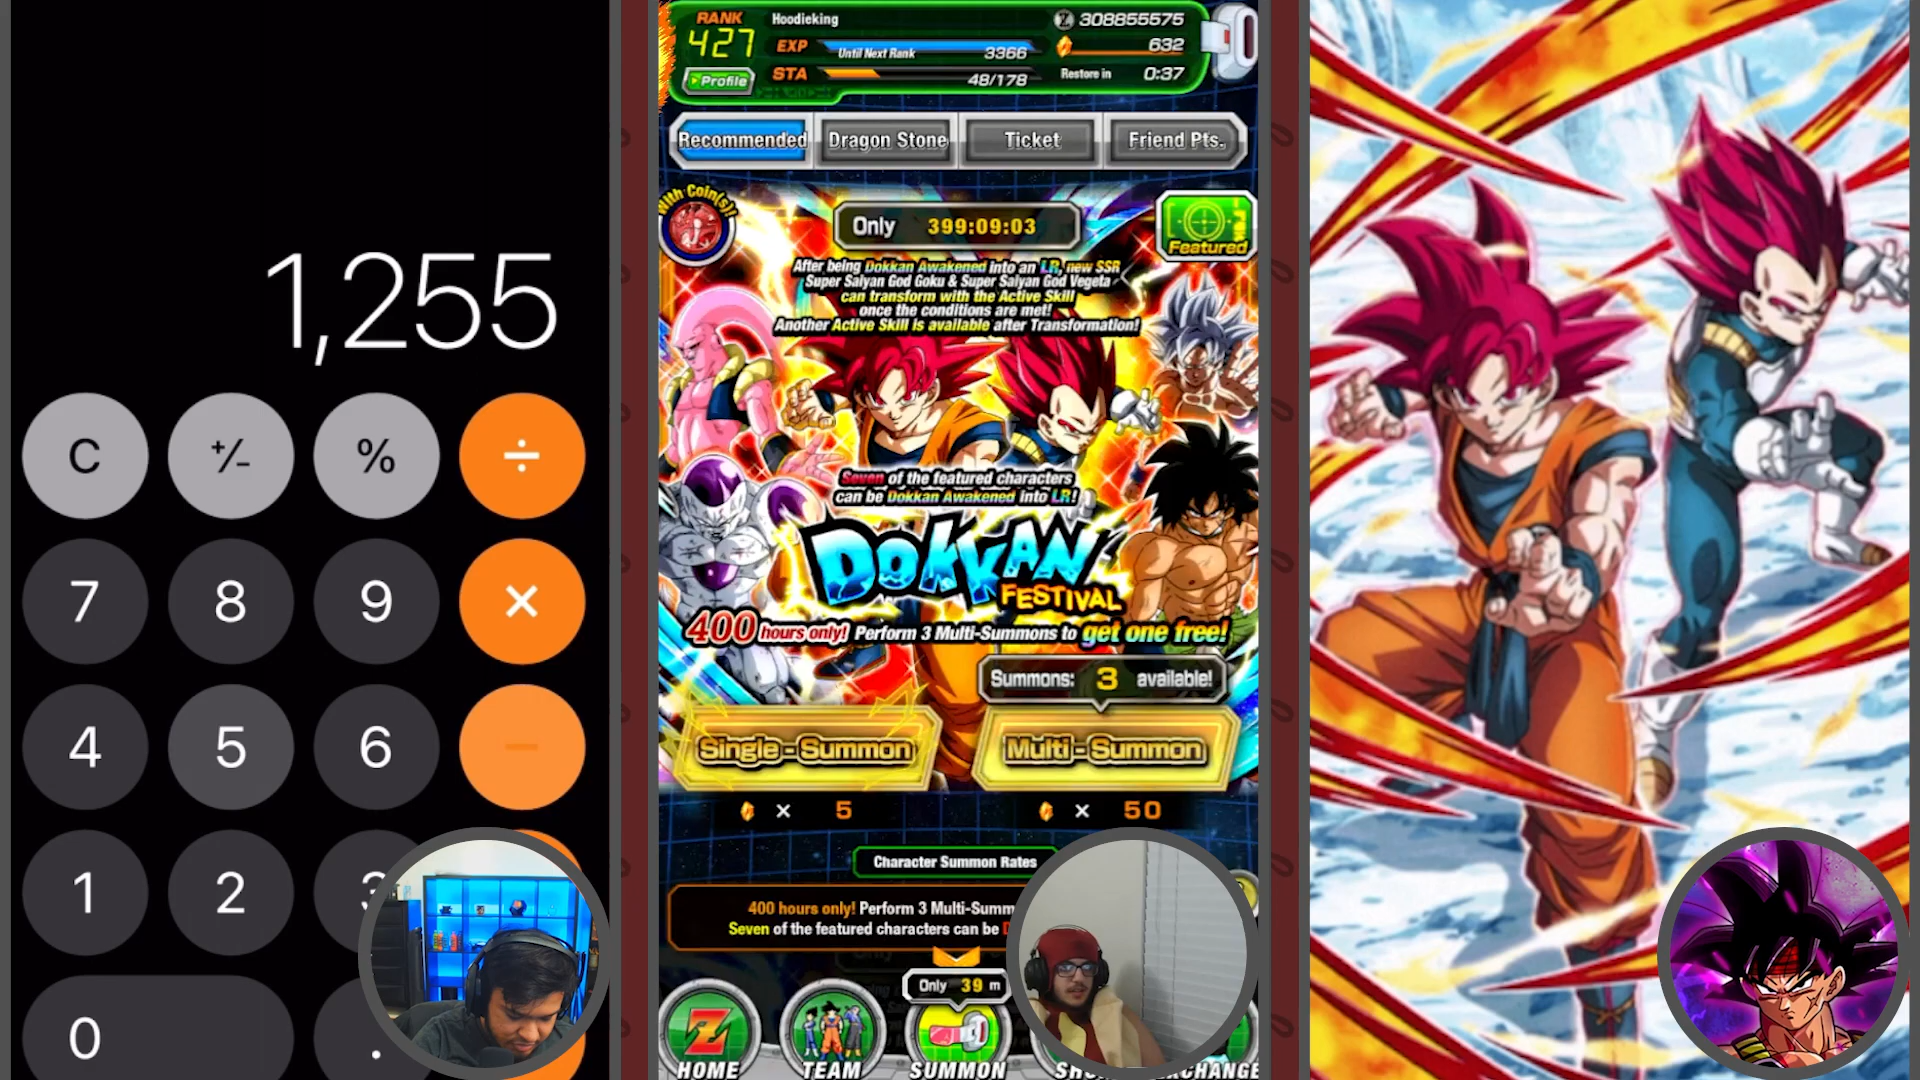 1,255
C
+/-
%
÷
7
8
9
×
4
5
6
−
1
2
3
0
.
RANK
427
Profile
Hoodieking
308855575
EXP
Until Next Rank
3366
632
STA
48/178
Restore in
0:37
Recommended
Dragon Stone
Ticket
Friend Pts.
With Coin(s)!
Only 399:09:03
Featured
After being Dokkan Awakened into an LR, new SSR
Super Saiyan God Goku & Super Saiyan God Vegeta
can transform with the Active Skill
once the conditions are met!
Another Active Skill is available after Transformation!
Seven of the featured characters
can be Dokkan Awakened into LR!
DOKKAN
FESTIVAL
400 hours only! Perform 3 Multi-Summons to get one free!
Summons: 3 available!
Single-Summon
Multi-Summon
× 5
× 50
Character Summon Rates
400 hours only! Perform 3 Multi-Summ
Seven of the featured characters can be
Only 39 m
HOME
TEAM
SUMMON
SH
XCHANGE